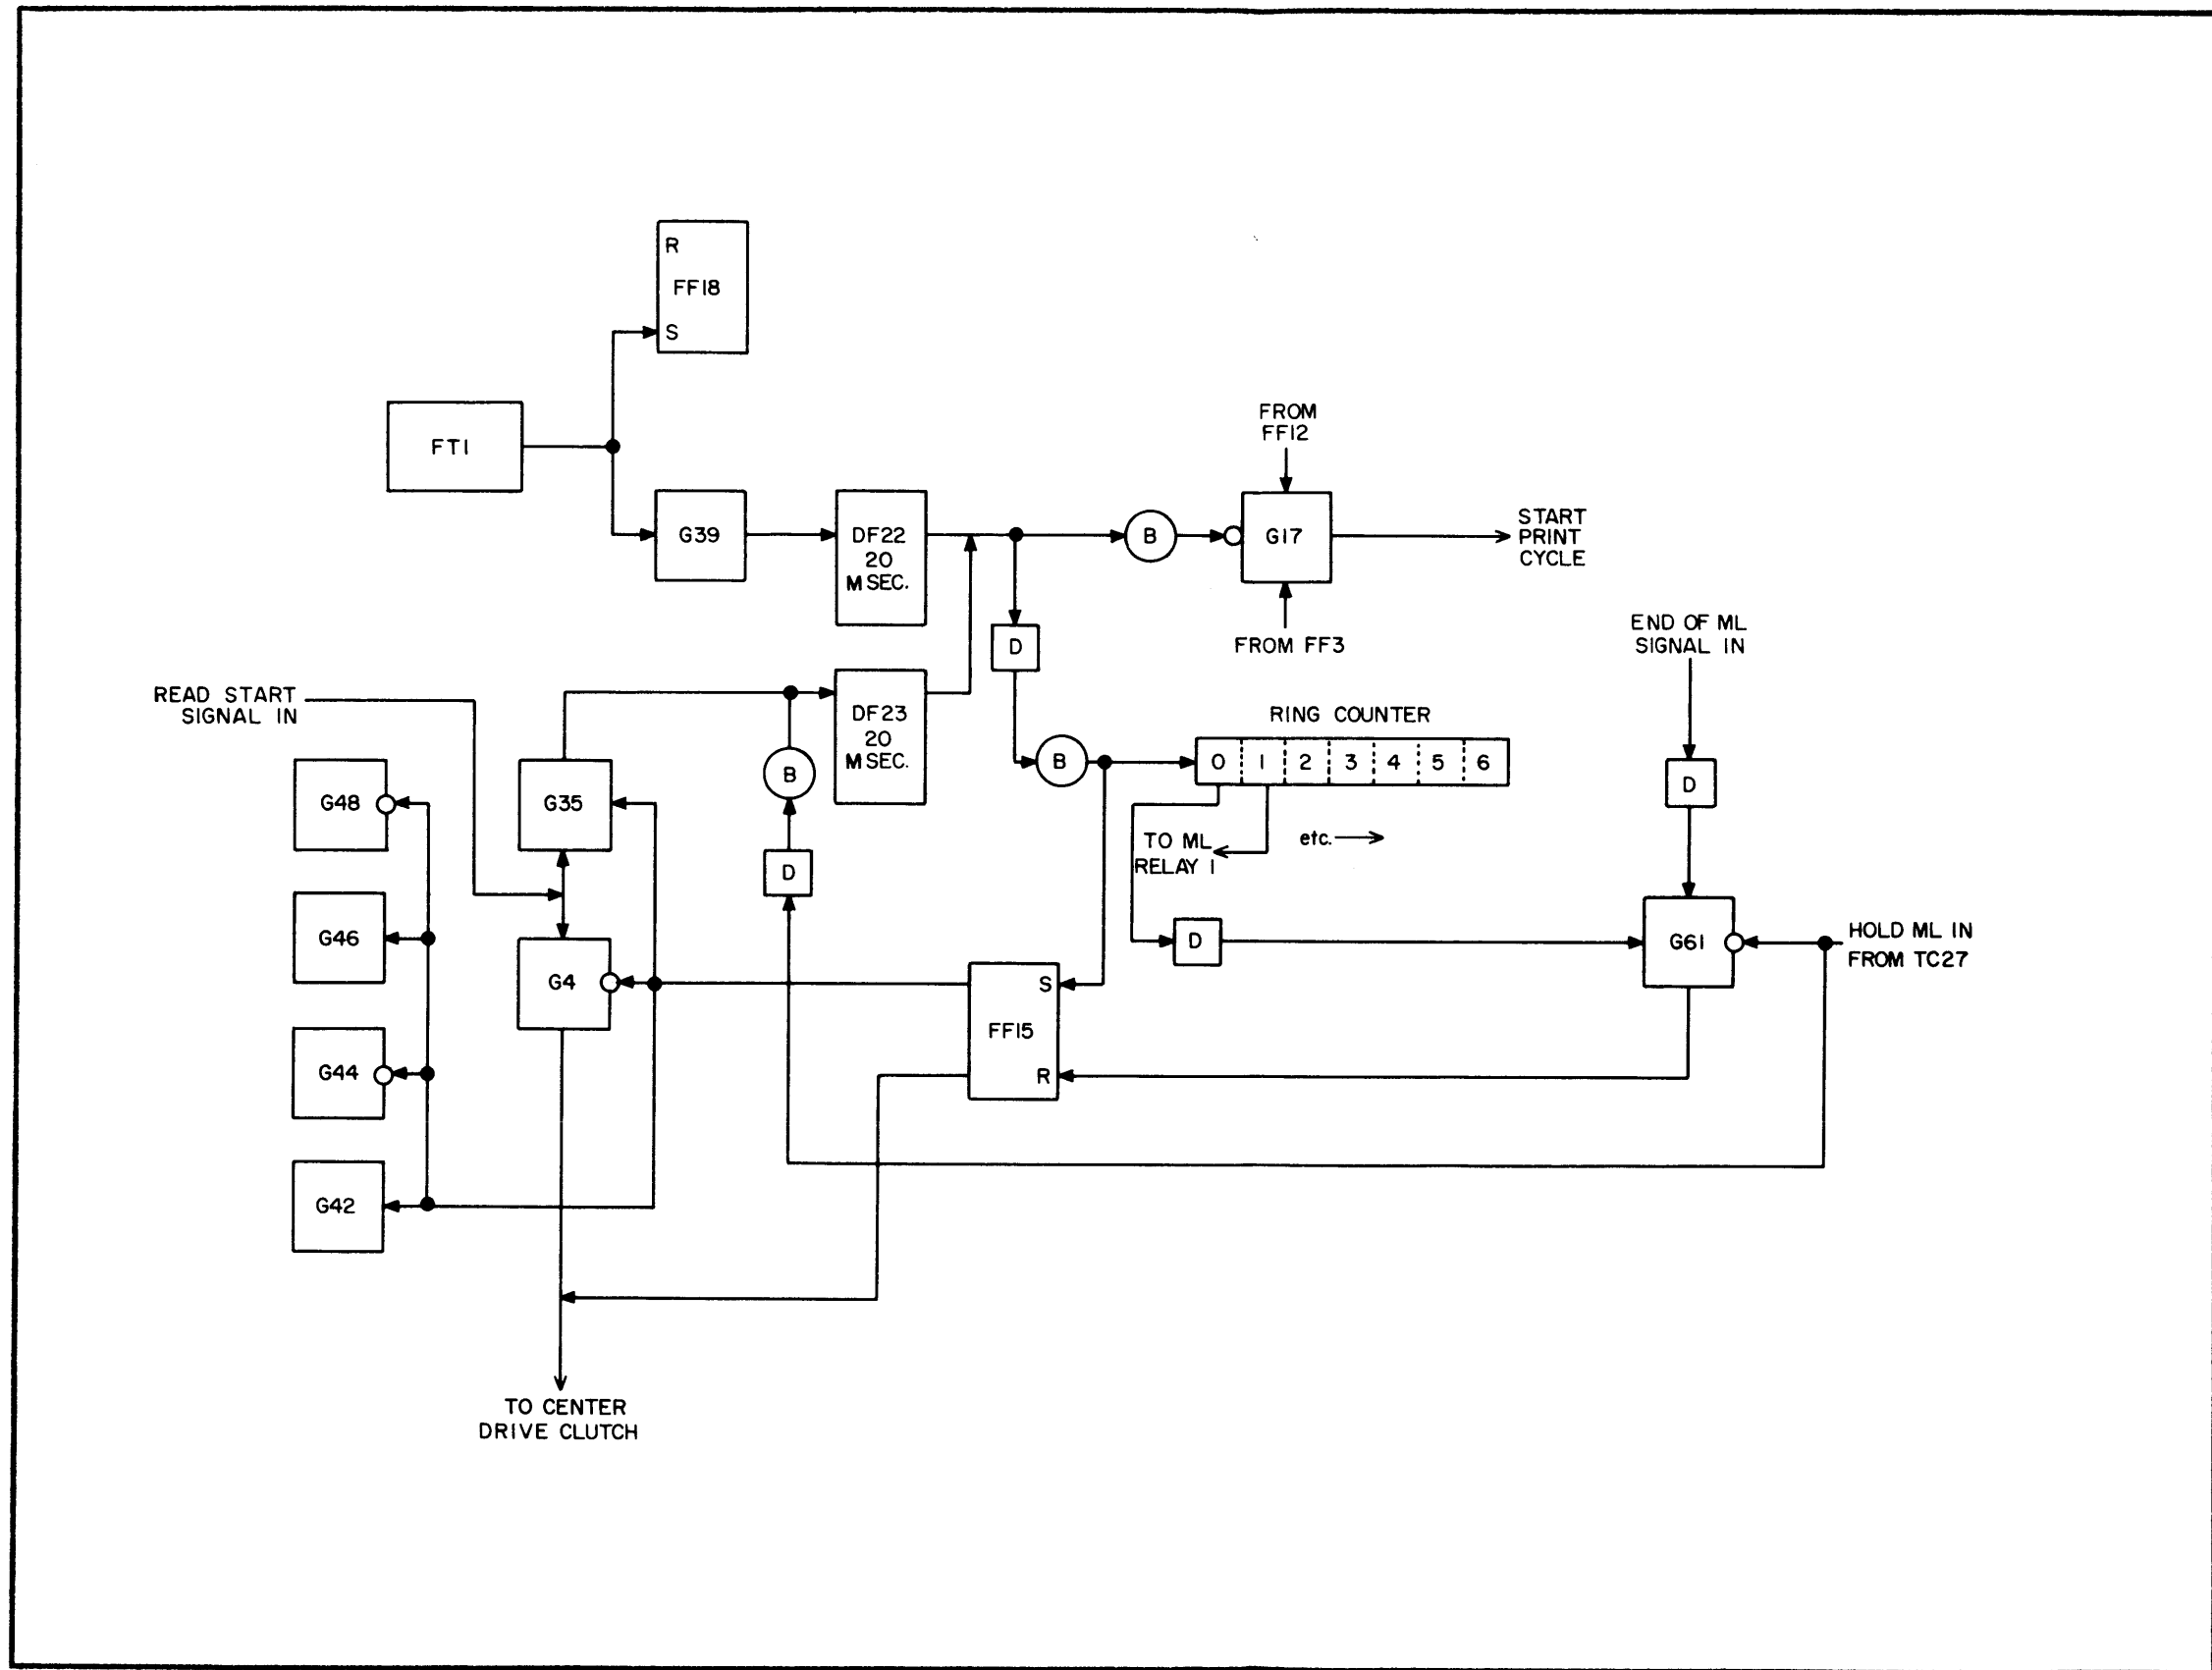 R
FF18
S
FT1
FROM
FF12
G39
DF22
20
MSEC.
B
G17
START
PRINT
CYCLE
D
FROM FF3
END OF ML
SIGNAL IN
READ START
SIGNAL IN
DF23
20
MSEC.
RING COUNTER
B
0 1 2 3 4 5 6
B
D
G48
G35
TO ML
RELAY 1
etc.
D
G46
D
G61
HOLD ML IN
FROM TC27
G4
S
FF15
R
G44
G42
TO CENTER
DRIVE CLUTCH